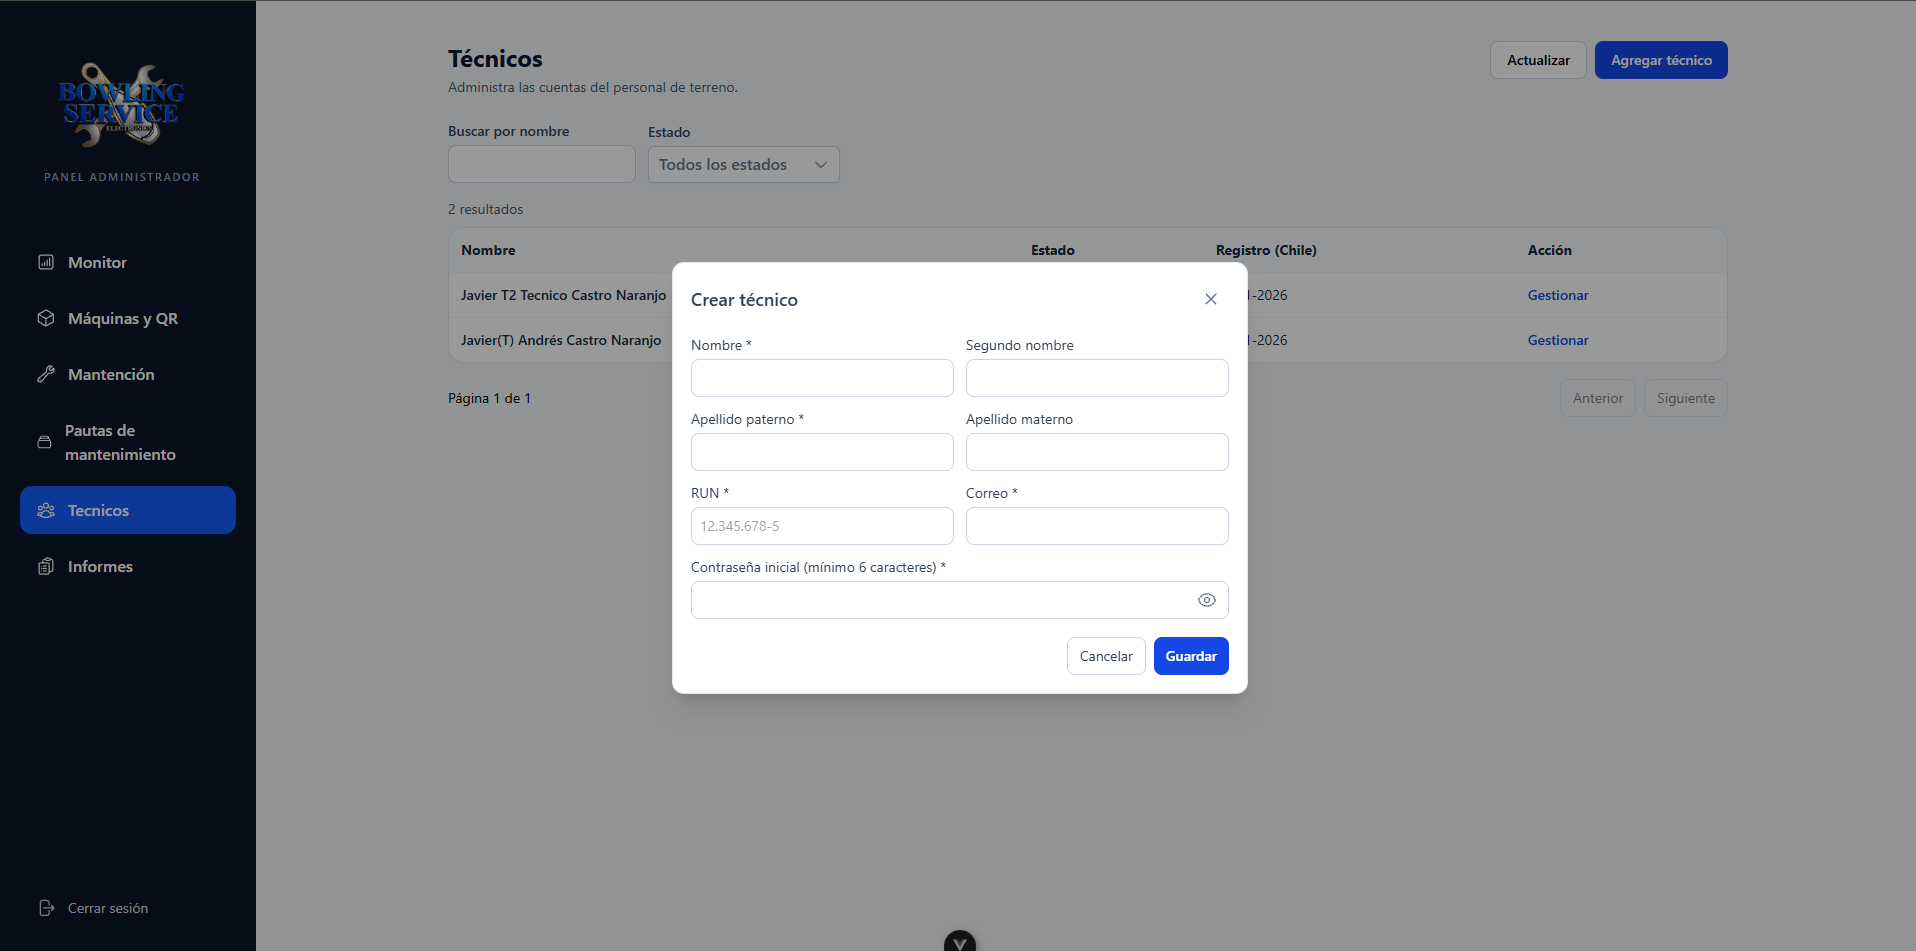 BOWLING
SERVICE
ELECTRONICS
PANEL ADMINISTRADOR
Monitor
Máquinas y QR
Mantención
Pautas de
mantenimiento
Tecnicos
Informes
Cerrar sesión
Técnicos
Administra las cuentas del personal de terreno.
Actualizar
Agregar técnico
Buscar por nombre
Estado
Todos los estados
2 resultados
Nombre Estado Registro (Chile) Acción
Javier T2 Tecnico Castro Naranjo -2026 Gestionar
Javier(T) Andrés Castro Naranjo -2026 Gestionar
Página 1 de 1
Anterior
Siguiente
Crear técnico
Nombre *
Segundo nombre
Apellido paterno *
Apellido materno
RUN *
12.345.678-5
Correo *
Contraseña inicial (mínimo 6 caracteres) *
Cancelar
Guardar